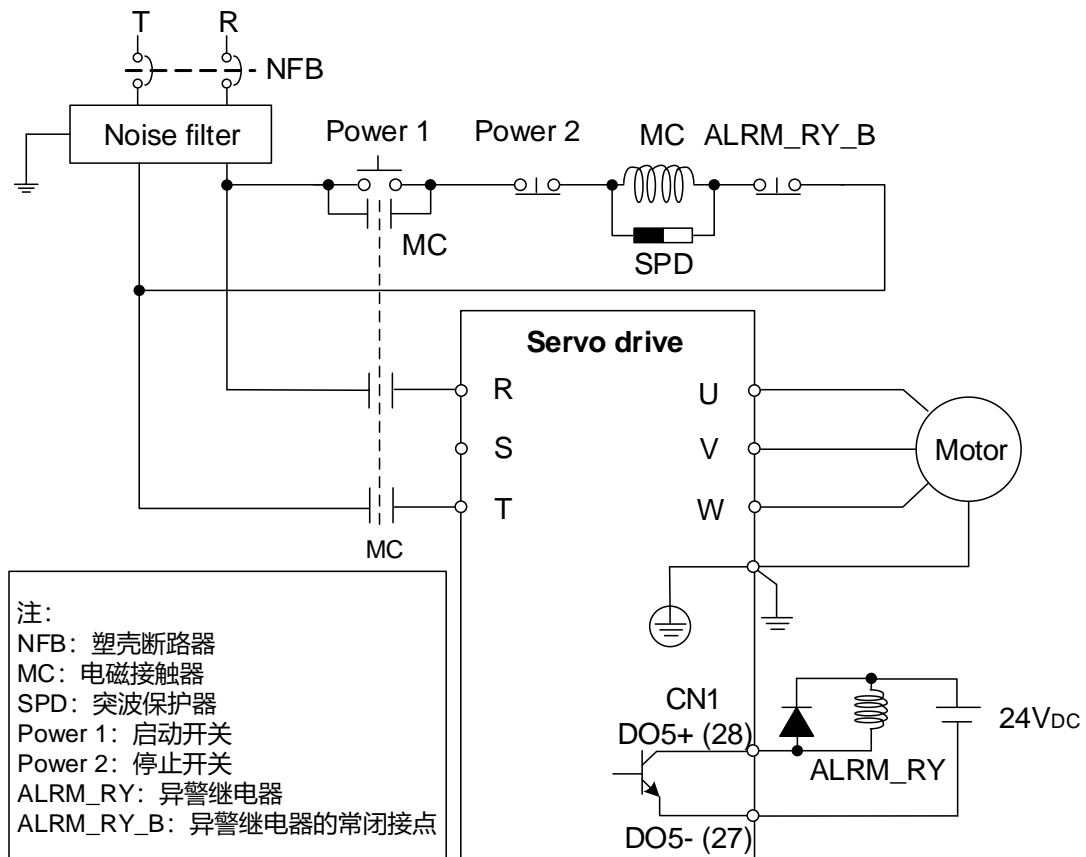 T R
NFB
Noise filter
Power 1 Power 2 MC ALRM_RY_B
MC
SPD
Servo drive
R U
S V Motor
T W
MC
注：
NFB：塑壳断路器
MC：电磁接触器
SPD：突波保护器
Power 1：启动开关
Power 2：停止开关
ALRM_RY：异警继电器
ALRM_RY_B：异警继电器的常闭接点
CN1
DO5+ (28)
24VDC
ALRM_RY
DO5- (27)